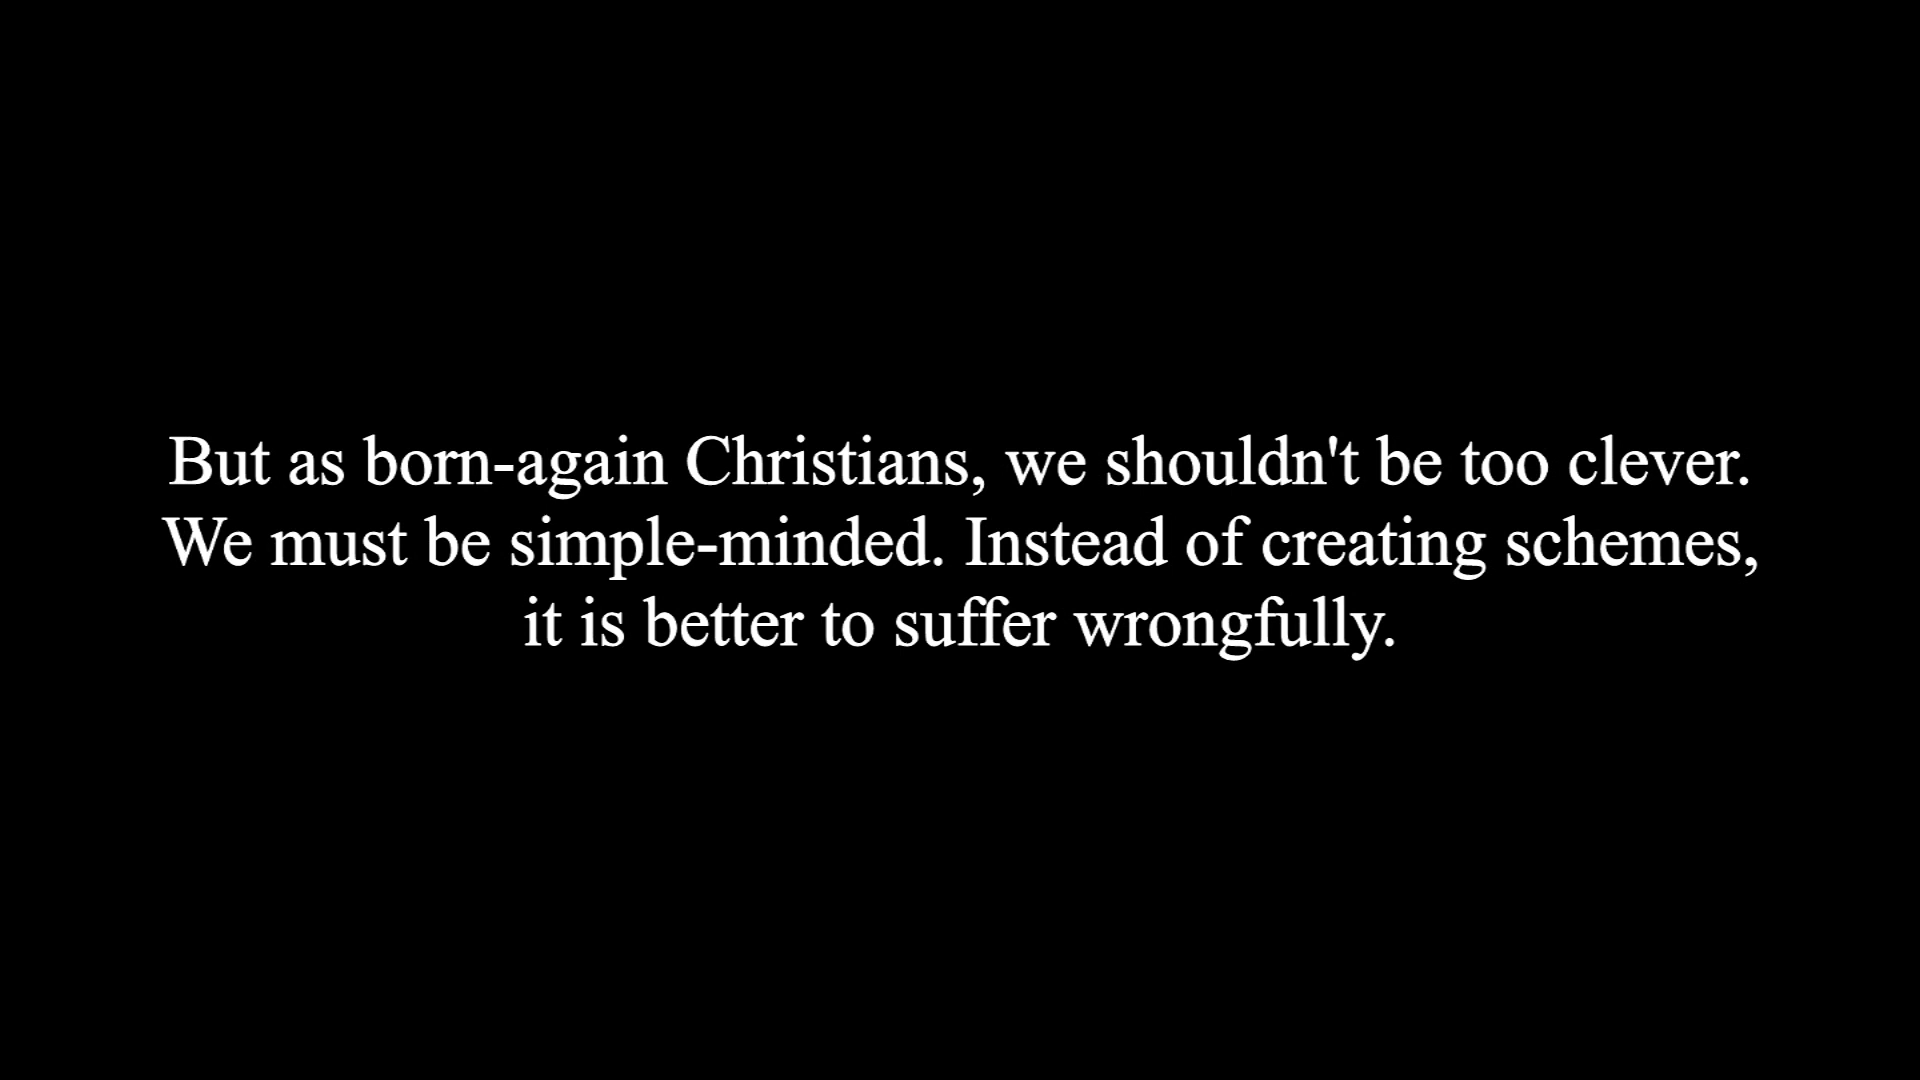 But as born-again Christians, we shouldn't be too clever.
We must be simple-minded. Instead of creating schemes,
it is better to suffer wrongfully.